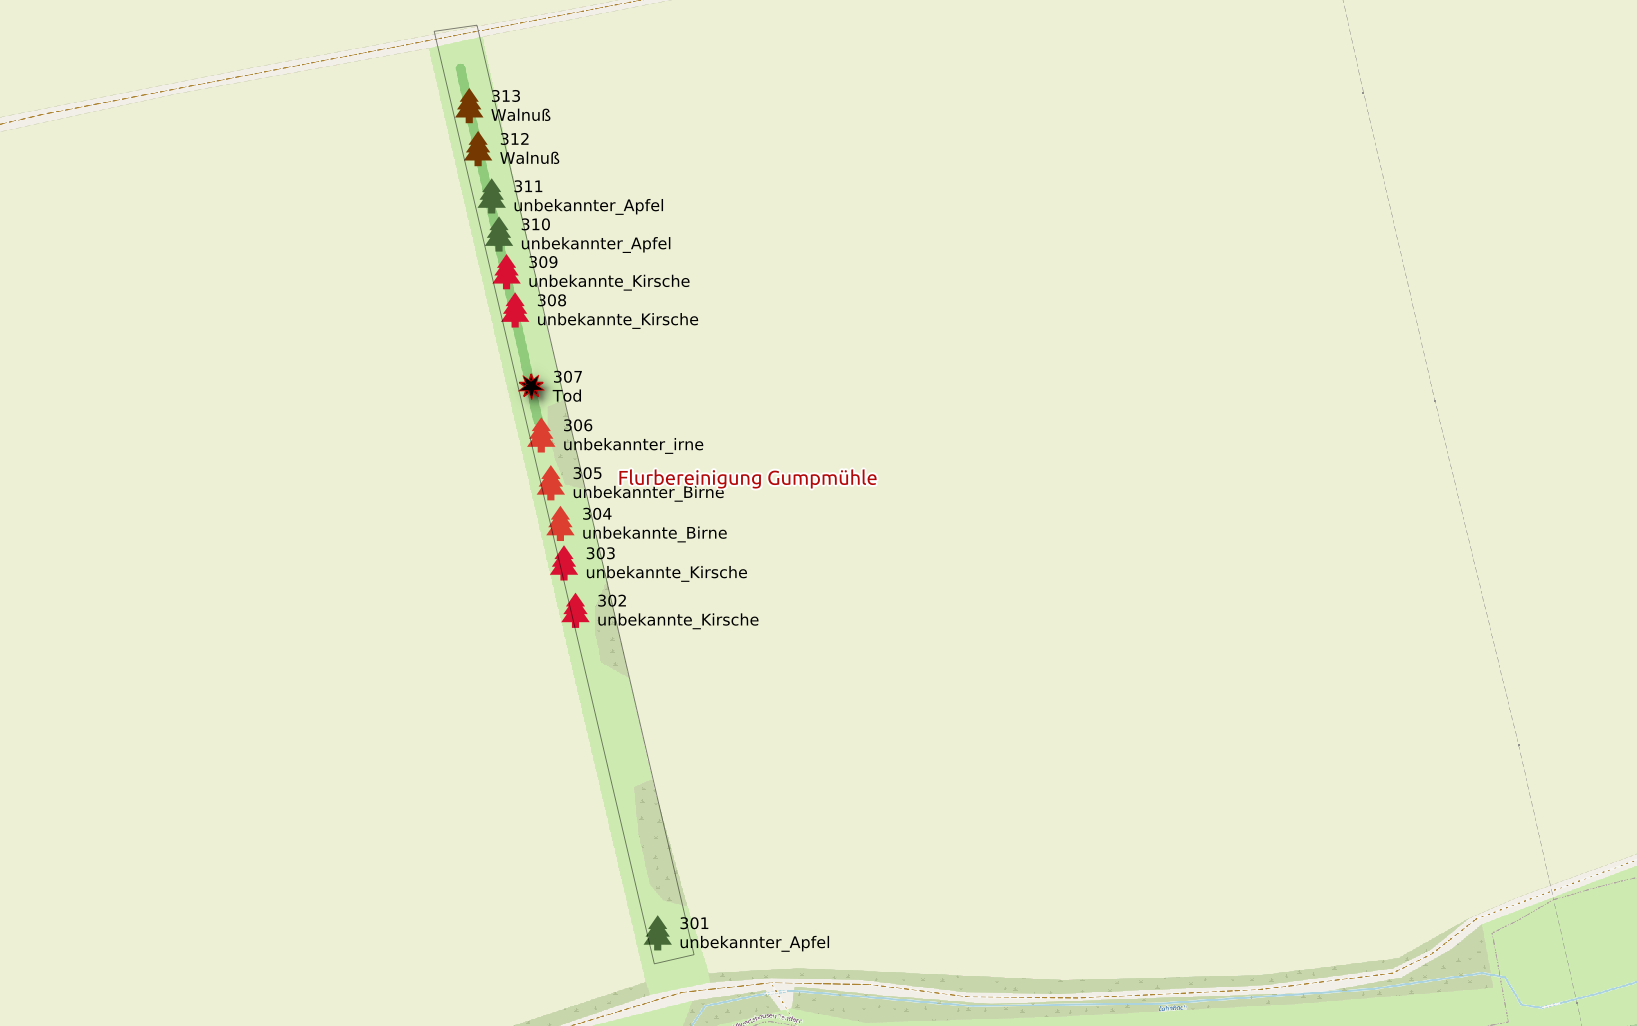 313
Walnuß
312
Walnuß
311
unbekannter_Apfel
310
unbekannter_Apfel
309
unbekannte_Kirsche
308
unbekannte_Kirsche
307
Tod
306
unbekannter_irne
305
Flurbereinigung Gumpmühle
unbekannter_Birne
304
unbekannte_Birne
303
unbekannte_Kirsche
302
unbekannte_Kirsche
301
unbekannter_Apfel